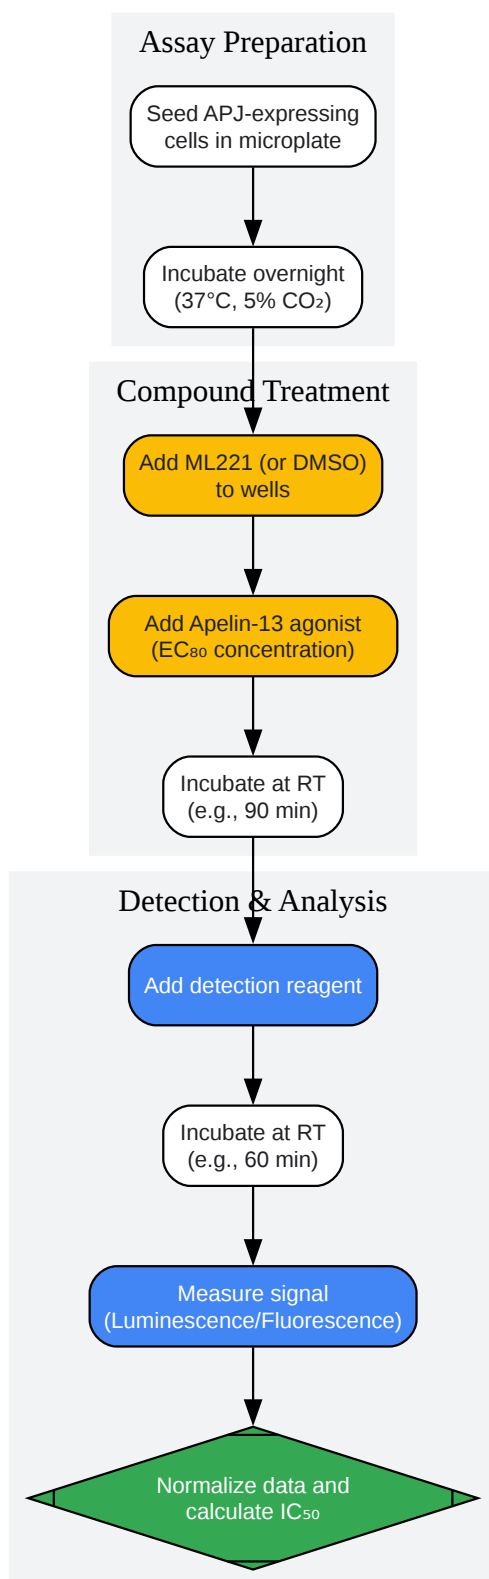 Assay Preparation
Seed APJ-expressing
cells in microplate
Incubate overnight
(37°C, 5% CO₂)
Compound Treatment
Add ML221 (or DMSO)
to wells
Add Apelin-13 agonist
(EC₈₀ concentration)
Incubate at RT
(e.g., 90 min)
Detection & Analysis
Add detection reagent
Incubate at RT
(e.g., 60 min)
Measure signal
(Luminescence/Fluorescence)
Normalize data and
calculate IC₅₀